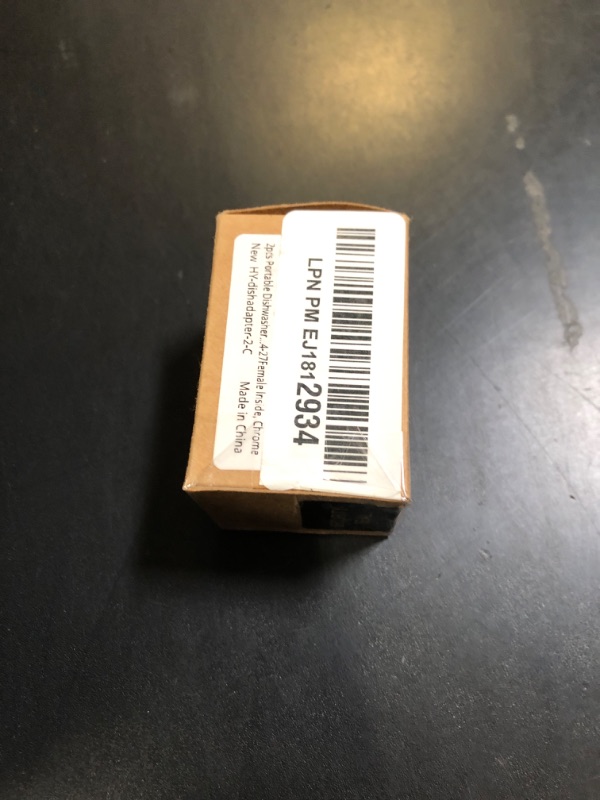 LPN PM EJ1812934
2pcs Portable Dishwasher...4-27Female Inside, Chrome
New HY-dishadapter-2-C
Made in China